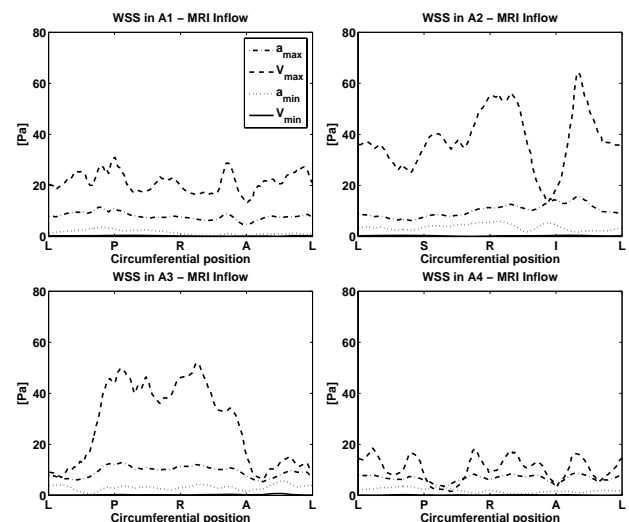 WSS in A1 – MRI Inflow
80
60
40
20
0
[Pa]
L P R A L
Circumferential position
a_max
V_max
a_min
V_min
WSS in A2 – MRI Inflow
80
60
40
20
0
[Pa]
L S R I L
Circumferential position
WSS in A3 – MRI Inflow
80
60
40
20
0
[Pa]
L P R A L
Circumferential position
WSS in A4 – MRI Inflow
80
60
40
20
0
[Pa]
L P R A L
Circumferential position